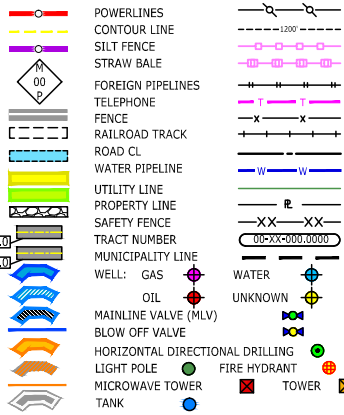 POWERLINES
CONTOUR LINE 1200'
SILT FENCE
STRAW BALE
M
00
P
FOREIGN PIPELINES
TELEPHONE T T
FENCE X X
RAILROAD TRACK
ROAD CL
WATER PIPELINE W W
UTILITY LINE
PROPERTY LINE PL
SAFETY FENCE XX XX
TRACT NUMBER 00-XX-000.0000
.0
MUNICIPALITY LINE
.0
WELL: GAS WATER
OIL UNKNOWN
MAINLINE VALVE (MLV)
BLOW OFF VALVE
HORIZONTAL DIRECTIONAL DRILLING
LIGHT POLE FIRE HYDRANT
MICROWAVE TOWER TOWER
TANK